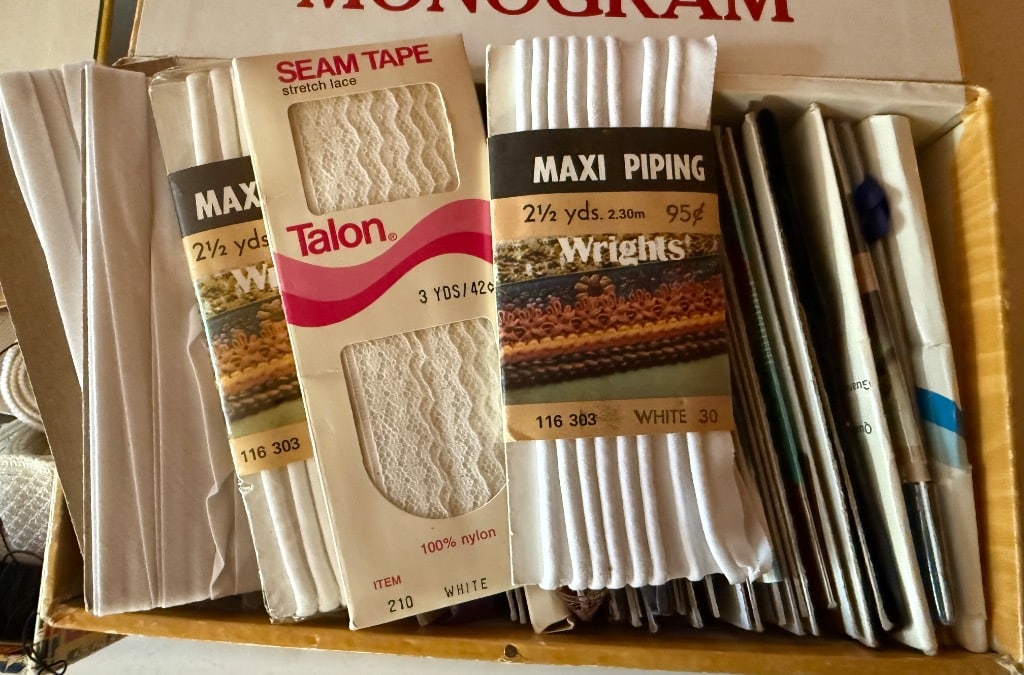 MONOGRAM
MAX
2½ yds
Wr
116 303
SEAM TAPE
stretch lace
Talon®
3 YDS/42¢
100% nylon
ITEM
210 WHITE
MAXI PIPING
2½ yds. 2.30m 95¢
Wrights®
116 303 WHITE 30